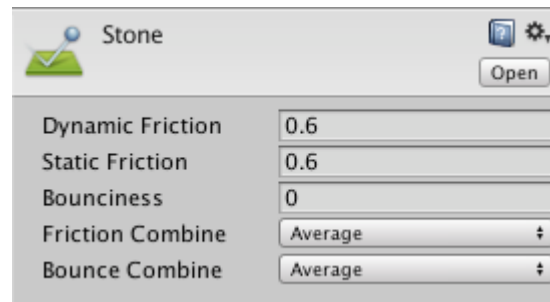 Stone
Open
Dynamic Friction 0.6
Static Friction 0.6
Bounciness 0
Friction Combine Average
Bounce Combine Average